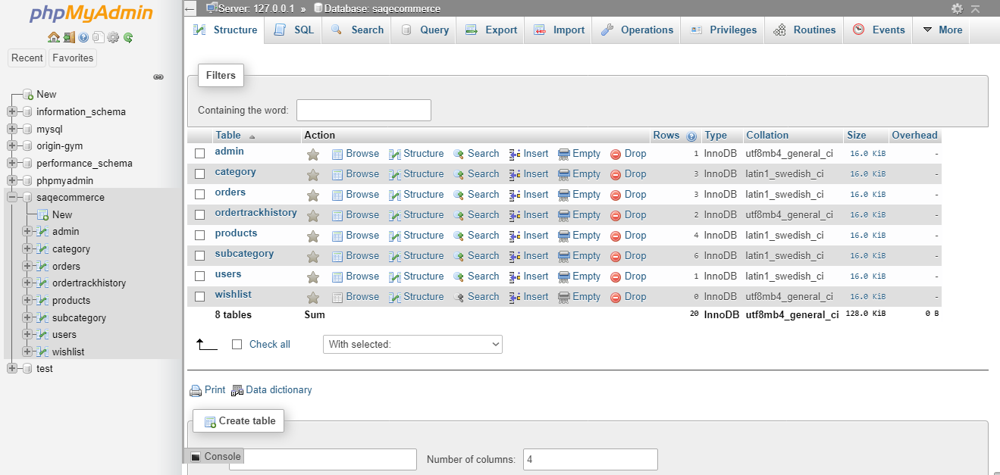 phpMyAdmin
Recent Favorites
New
information_schema
mysql
origin-gym
performance_schema
phpmyadmin
saqecommerce
New
admin
category
orders
ordertrackhistory
products
subcategory
users
wishlist
test
Server: 127.0.0.1 » Database: saqecommerce
Structure SQL Search Query Export Import Operations Privileges Routines Events More
Filters
Containing the word:
Table Action Rows Type Collation Size Overhead
admin Browse Structure Search Insert Empty Drop 1 InnoDB utf8mb4_general_ci 16.0 KiB -
category Browse Structure Search Insert Empty Drop 3 InnoDB latin1_swedish_ci 16.0 KiB -
orders Browse Structure Search Insert Empty Drop 3 InnoDB latin1_swedish_ci 16.0 KiB -
ordertrackhistory Browse Structure Search Insert Empty Drop 2 InnoDB utf8mb4_general_ci 16.0 KiB -
products Browse Structure Search Insert Empty Drop 4 InnoDB latin1_swedish_ci 16.0 KiB -
subcategory Browse Structure Search Insert Empty Drop 6 InnoDB latin1_swedish_ci 16.0 KiB -
users Browse Structure Search Insert Empty Drop 1 InnoDB latin1_swedish_ci 16.0 KiB -
wishlist Browse Structure Search Insert Empty Drop 0 InnoDB utf8mb4_general_ci 16.0 KiB -
8 tables Sum 20 InnoDB utf8mb4_general_ci 128.0 KiB 0 B
Check all With selected:
Print Data dictionary
Create table
Console Number of columns: 4